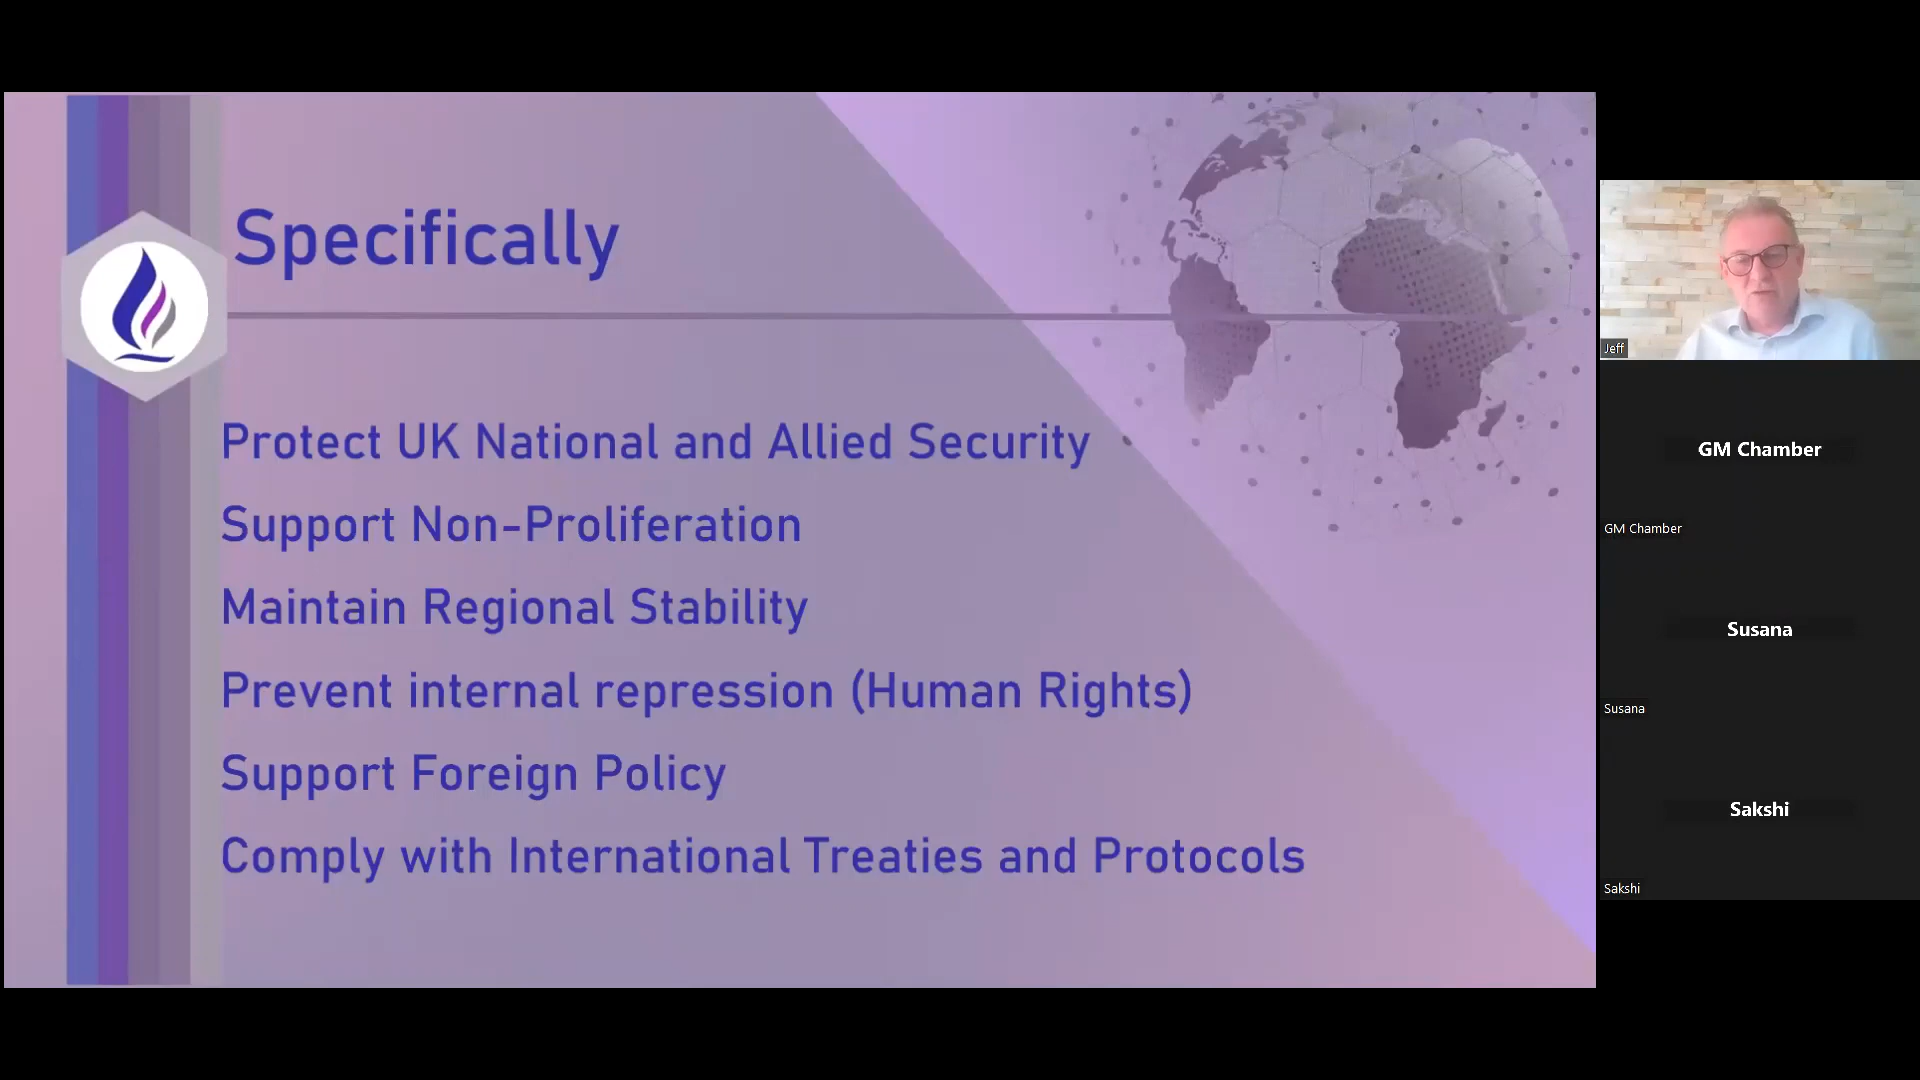 Specifically
Protect UK National and Allied Security
Support Non-Proliferation
Maintain Regional Stability
Prevent internal repression (Human Rights)
Support Foreign Policy
Comply with International Treaties and Protocols
Jeff
GM Chamber
GM Chamber
Susana
Susana
Sakshi
Sakshi